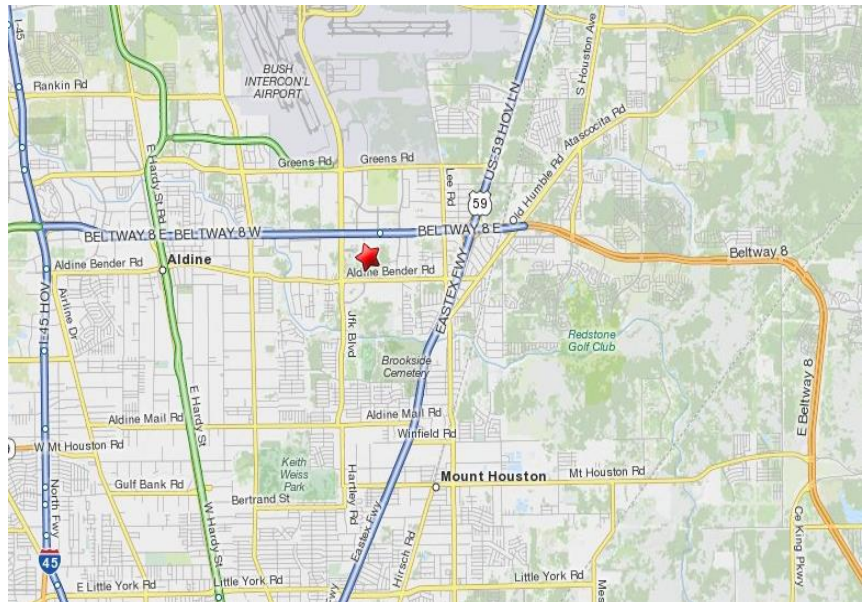 I-45
BUSH
INTERCON'L
AIRPORT
Rankin Rd
S Houston Ave
US-59 HOV LN
Atascocita Rd
E Hardy St Rd
Greens Rd
Greens Rd
Lee Rd
Old Humble Rd
59
BELTWAY 8 E
BELTWAY 8 W
BELTWAY 8 E
Beltway 8
Aldine Bender Rd
Aldine
Aldine Bender Rd
I-45 HOV
Airline Dr
Jfk Blvd
EASTEX FWY
Redstone
Golf Club
Brookside
Cemetery
E Hardy St
E Beltway 8
Aldine Mail Rd
Aldine Mail Rd
Winfield Rd
W Mt Houston Rd
Keith
Weiss
Park
Hartley Rd
Mount Houston
Mt Houston Rd
Gulf Bank Rd
Bertrand St
North Fwy
W Hardy St
Eastex Fwy
Hirsch Rd
Ce King Pkwy
45
E Little York Rd
Little York Rd
Little York Rd